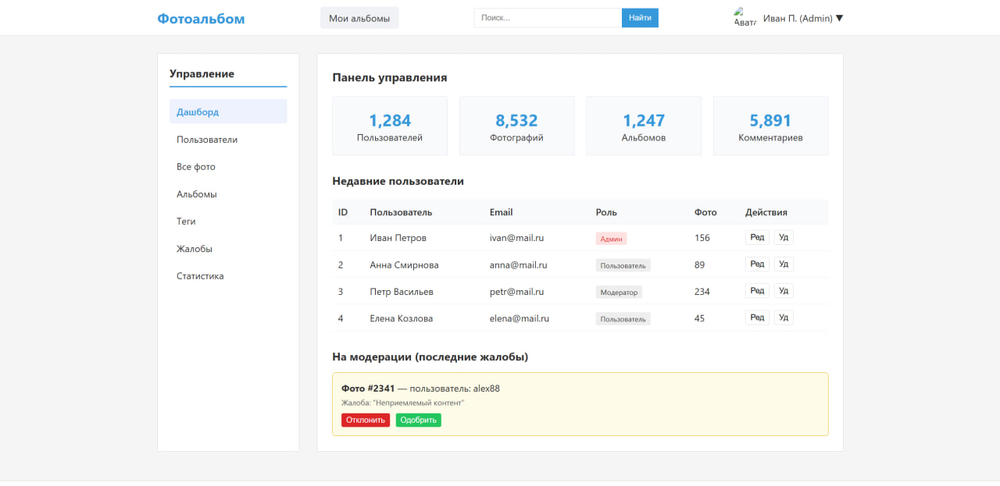 Фотоальбом
Мои альбомы
Поиск...
Найти
Иван П. (Admin) ▼
Управление
Дашборд
Пользователи
Все фото
Альбомы
Теги
Жалобы
Статистика
Панель управления
1,284 8,532 1,247 5,891
Пользователей Фотографий Альбомов Комментариев
Недавние пользователи
ID Пользователь Email Роль Фото Действия
1 Иван Петров ivan@mail.ru Админ 156 Ред Уд
2 Анна Смирнова anna@mail.ru Пользователь 89 Ред Уд
3 Петр Васильев petr@mail.ru Модератор 234 Ред Уд
4 Елена Козлова elena@mail.ru Пользователь 45 Ред Уд
На модерации (последние жалобы)
Фото #2341 — пользователь: alex88
Жалоба: "Неприемлемый контент"
Отклонить Одобрить